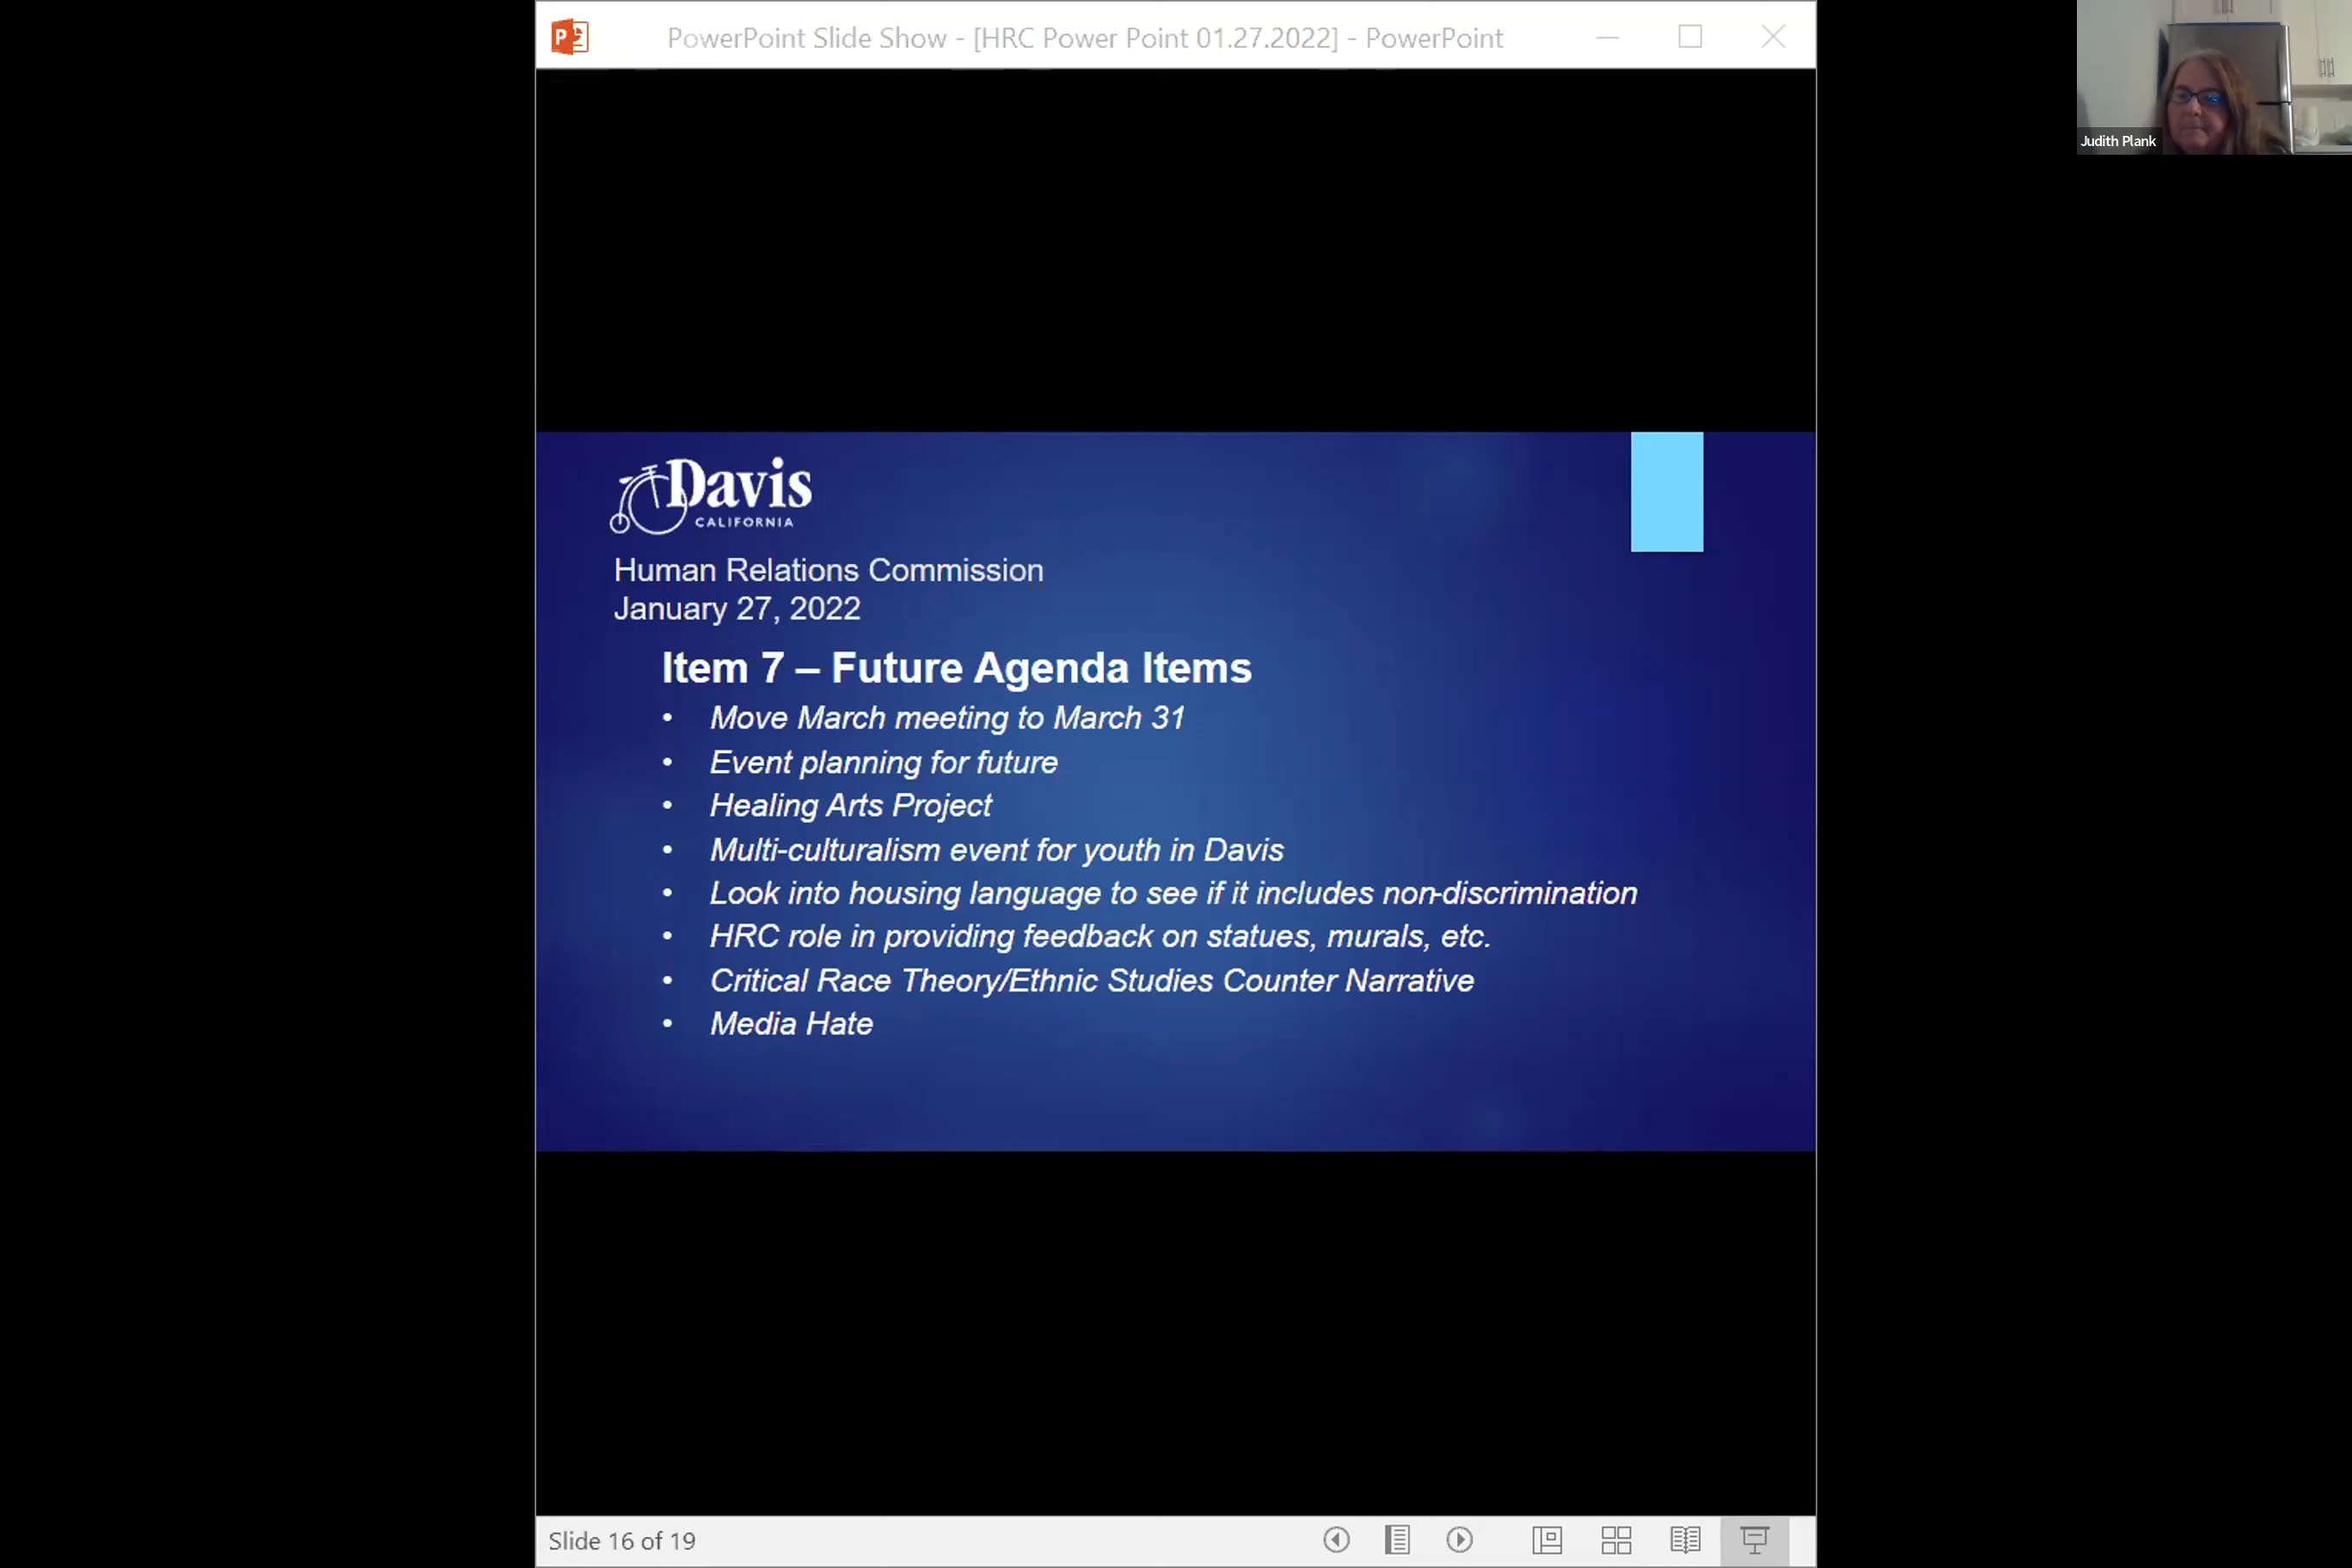 PowerPoint Slide Show - [HRC Power Point 01.27.2022] - PowerPoint
Judith Plank
Davis
CALIFORNIA
Human Relations Commission
January 27, 2022
Item 7 – Future Agenda Items
• Move March meeting to March 31
• Event planning for future
• Healing Arts Project
• Multi-culturalism event for youth in Davis
• Look into housing language to see if it includes non-discrimination
• HRC role in providing feedback on statues, murals, etc.
• Critical Race Theory/Ethnic Studies Counter Narrative
• Media Hate
Slide 16 of 19